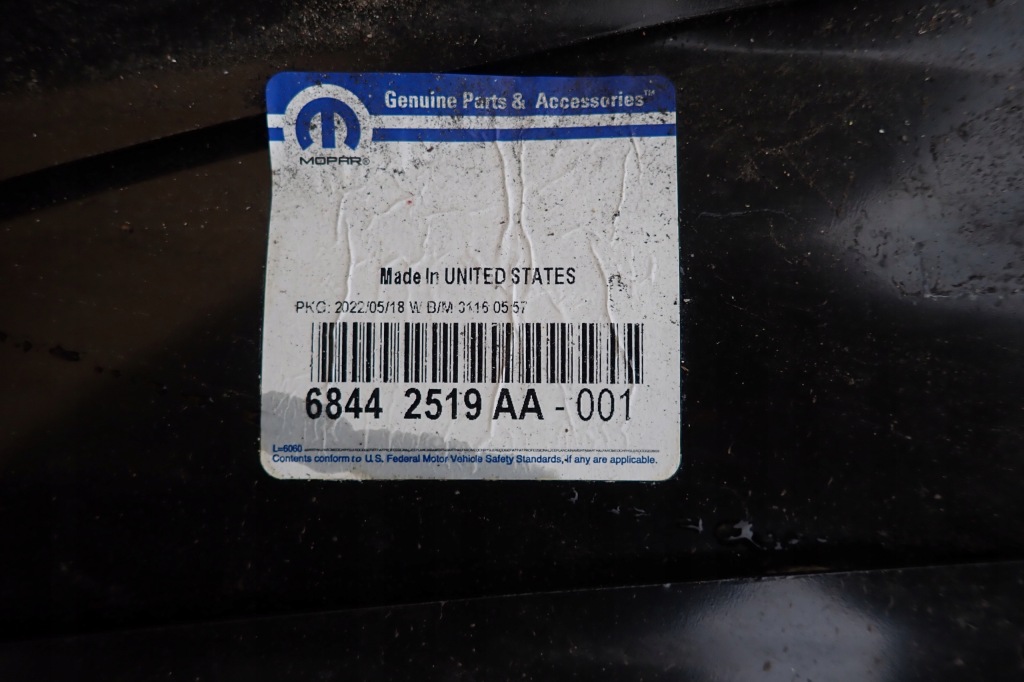 Genuine Parts & Accessories™
MOPAR®
Made In UNITED STATES
PKG: 2022/05/18 W B/M 0116 05:57
6844 2519 AA - 001
L=6060
Contents conform to U.S. Federal Motor Vehicle Safety Standards, if any are applicable.